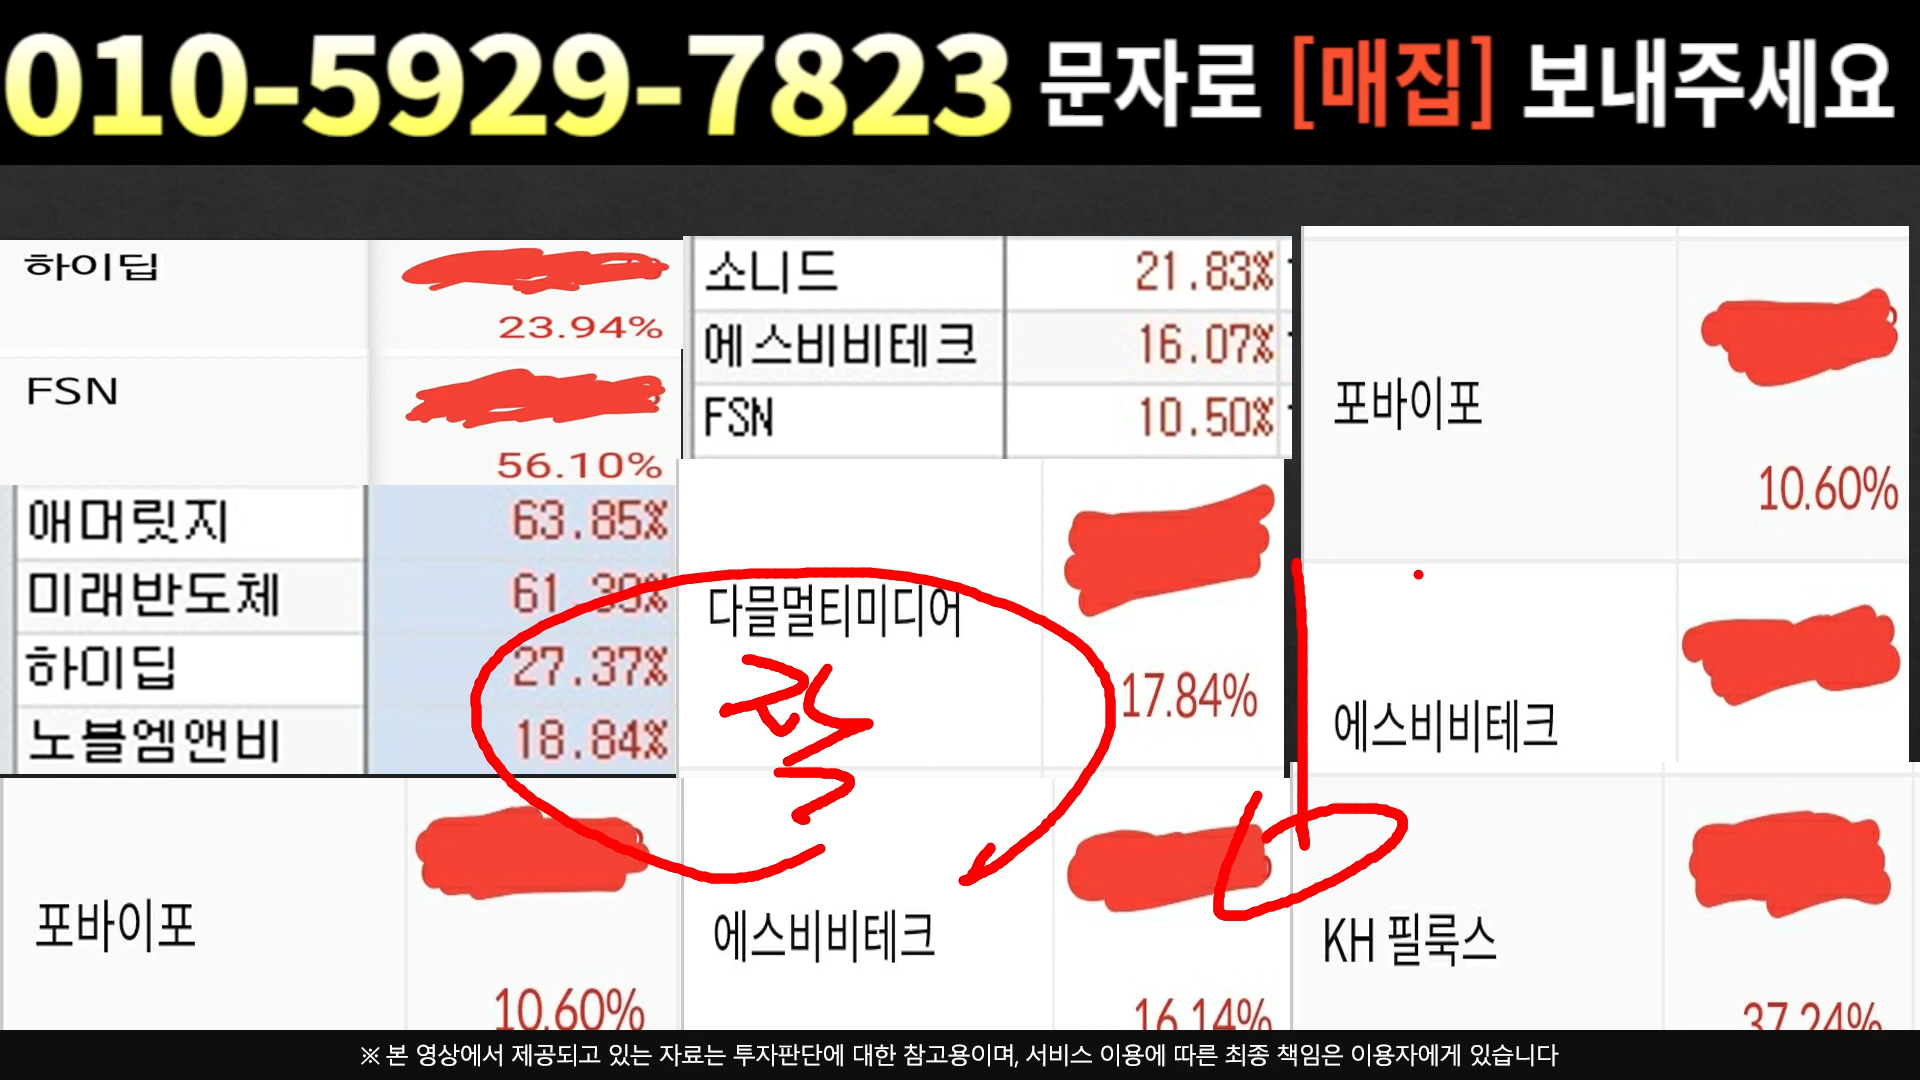 010-5929-7823 문자로 [매집] 보내주세요
하이딥
23.94%
FSN
56.10%
애머릿지 63.85%
미래반도체 61.39%
하이딥 27.37%
노블엠앤비 18.84%
소니드 21.83%
에스비비테크 16.07%
FSN 10.50%
다믈멀티미디어
17.84%
포바이포
10.60%
에스비비테크
포바이포
10.60%
에스비비테크
16.14%
KH 필룩스
37.24%
※ 본 영상에서 제공되고 있는 자료는 투자판단에 대한 참고용이며, 서비스 이용에 따른 최종 책임은 이용자에게 있습니다